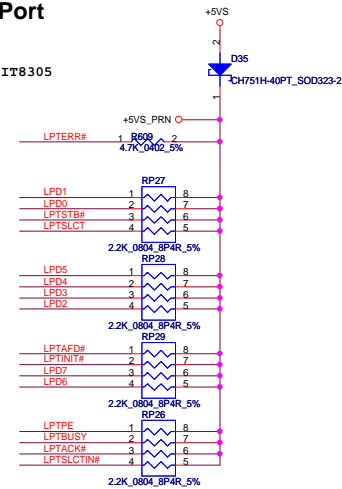 Port
+5VS
2
D35
IT8305
CH751H-40PT_SOD323-2
1
+5VS_PRN
LPTERR# 1 R609 2
4.7K_0402_5%
RP27
LPD1 1 8
LPD0 2 7
LPTSTB# 3 6
LPTSLCT 4 5
2.2K_0804_8P4R_5%
RP28
LPD5 1 8
LPD4 2 7
LPD3 3 6
LPD2 4 5
2.2K_0804_8P4R_5%
RP29
LPTAFD# 1 8
LPTINIT# 2 7
LPD7 3 6
LPD6 4 5
2.2K_0804_8P4R_5%
RP26
LPTPE 1 8
LPTBUSY 2 7
LPTACK# 3 6
LPTSLCTIN# 4 5
2.2K_0804_8P4R_5%